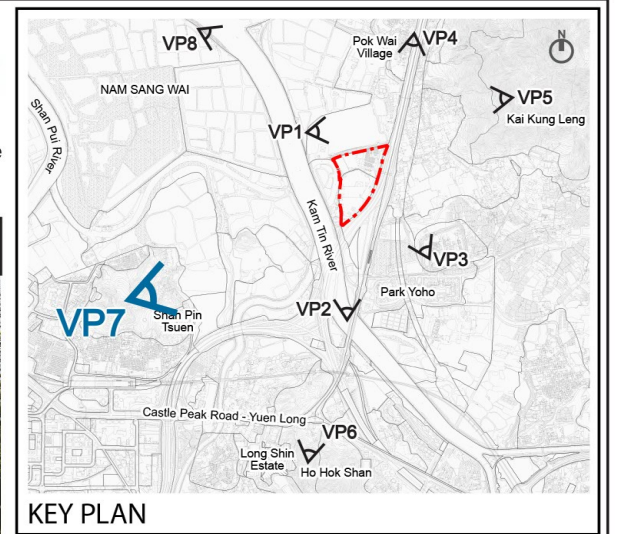 VP8
Pok Wai
Village
VP4
N
NAM SANG WAI
VP5
Kai Kung Leng
Shan Pui River
VP1
Kam Tin River
VP3
Park Yoho
VP7
Shan Pin
Tsuen
VP2
Castle Peak Road - Yuen Long
VP6
Long Shin
Estate
Ho Hok Shan
KEY PLAN